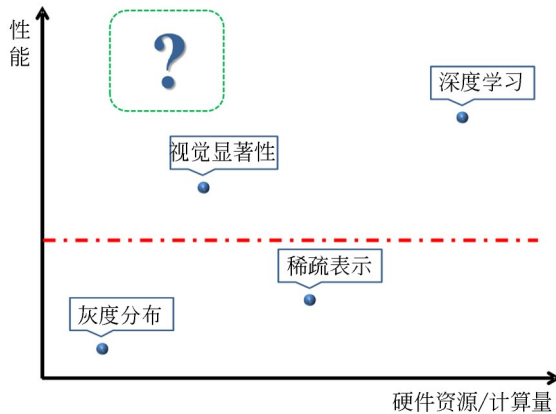 性
能
?
深度学习
视觉显著性
稀疏表示
灰度分布
硬件资源/计算量